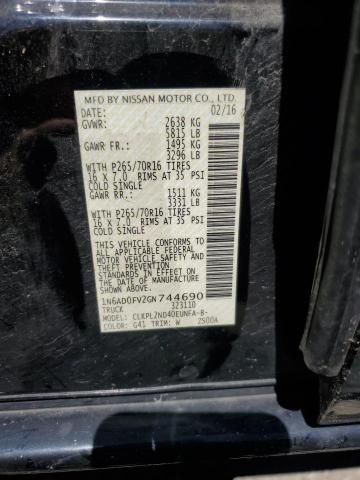 MFD BY NISSAN MOTOR CO., LTD.
DATE: 02/16
GVWR: 2638 KG
5815 LB
GAWR FR.: 1495 KG
3296 LB
WITH P265/70R16 TIRES
16 X 7.0 RIMS AT 35 PSI
COLD SINGLE
GAWR RR.: 1511 KG
3331 LB
WITH P265/70R16 TIRES
16 X 7.0 RIMS AT 35 PSI
COLD SINGLE
THIS VEHICLE CONFORMS TO
ALL APPLICABLE FEDERAL
MOTOR VEHICLE SAFETY
STANDARDS IN EFFECT ON
THE DATE OF MANUFACTURE
SHOWN ABOVE.
1N6AD0FV2GN744690
TRUCK 323110
MODEL: CLKPLZND40EUNFA-B-
COLOR: G41 TRIM: W 2S00A